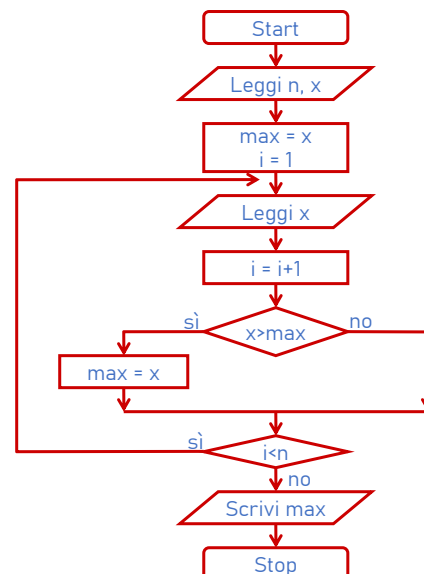 Start
Leggi n, x
max = x
i = 1
Leggi x
i = i+1
sì
x>max
no
max = x
sì
i<n
no
Scrivi max
Stop